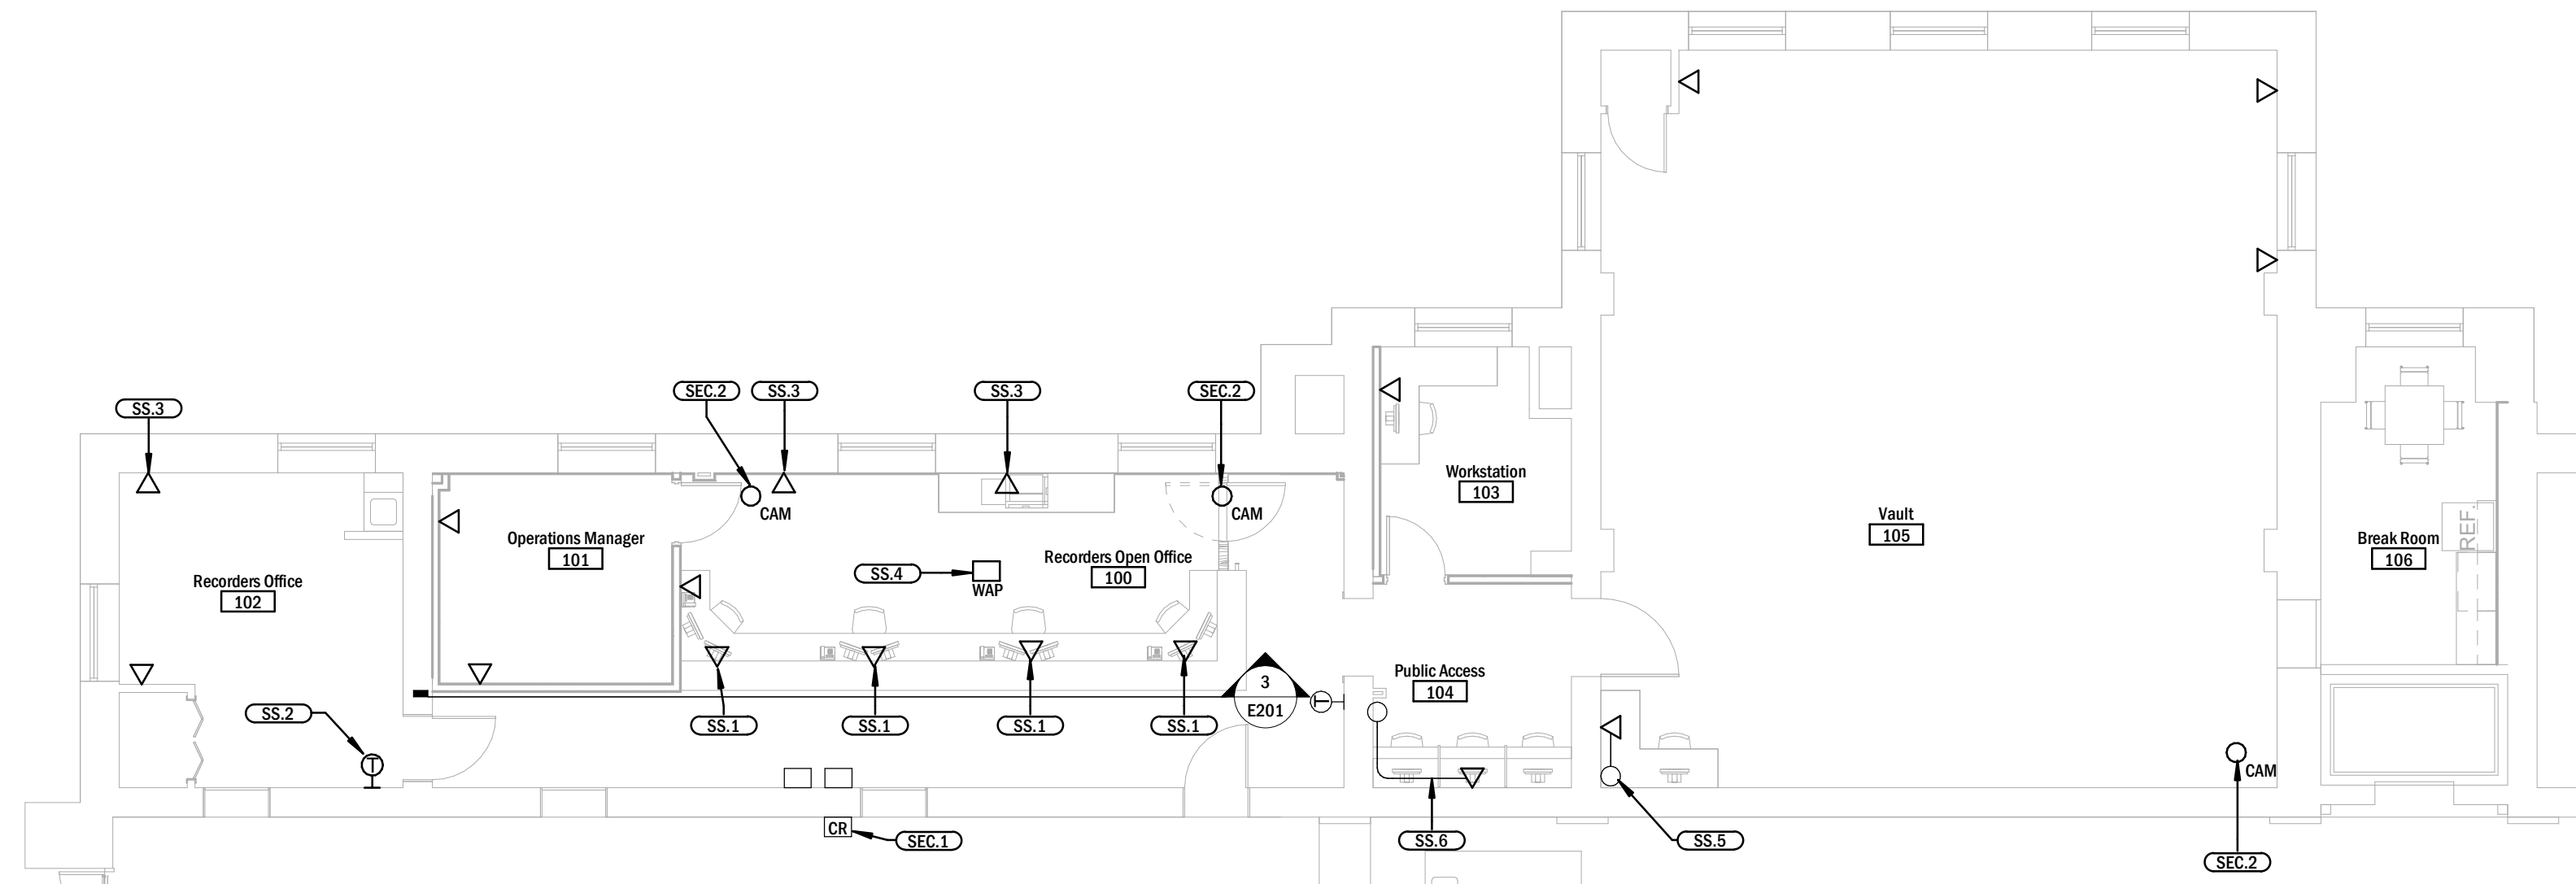 SS.3
SEC.2
SS.3
SS.3
SEC.2
CAM
CAM
Workstation
103
Vault
105
Operations Manager
101
Recorders Open Office
100
Break Room
106
REF.
Recorders Office
102
SS.4
WAP
Public Access
104
3
E201
SS.2
T
T
SS.1
SS.1
SS.1
SS.1
CAM
CR
SEC.1
SS.6
SS.5
SEC.2